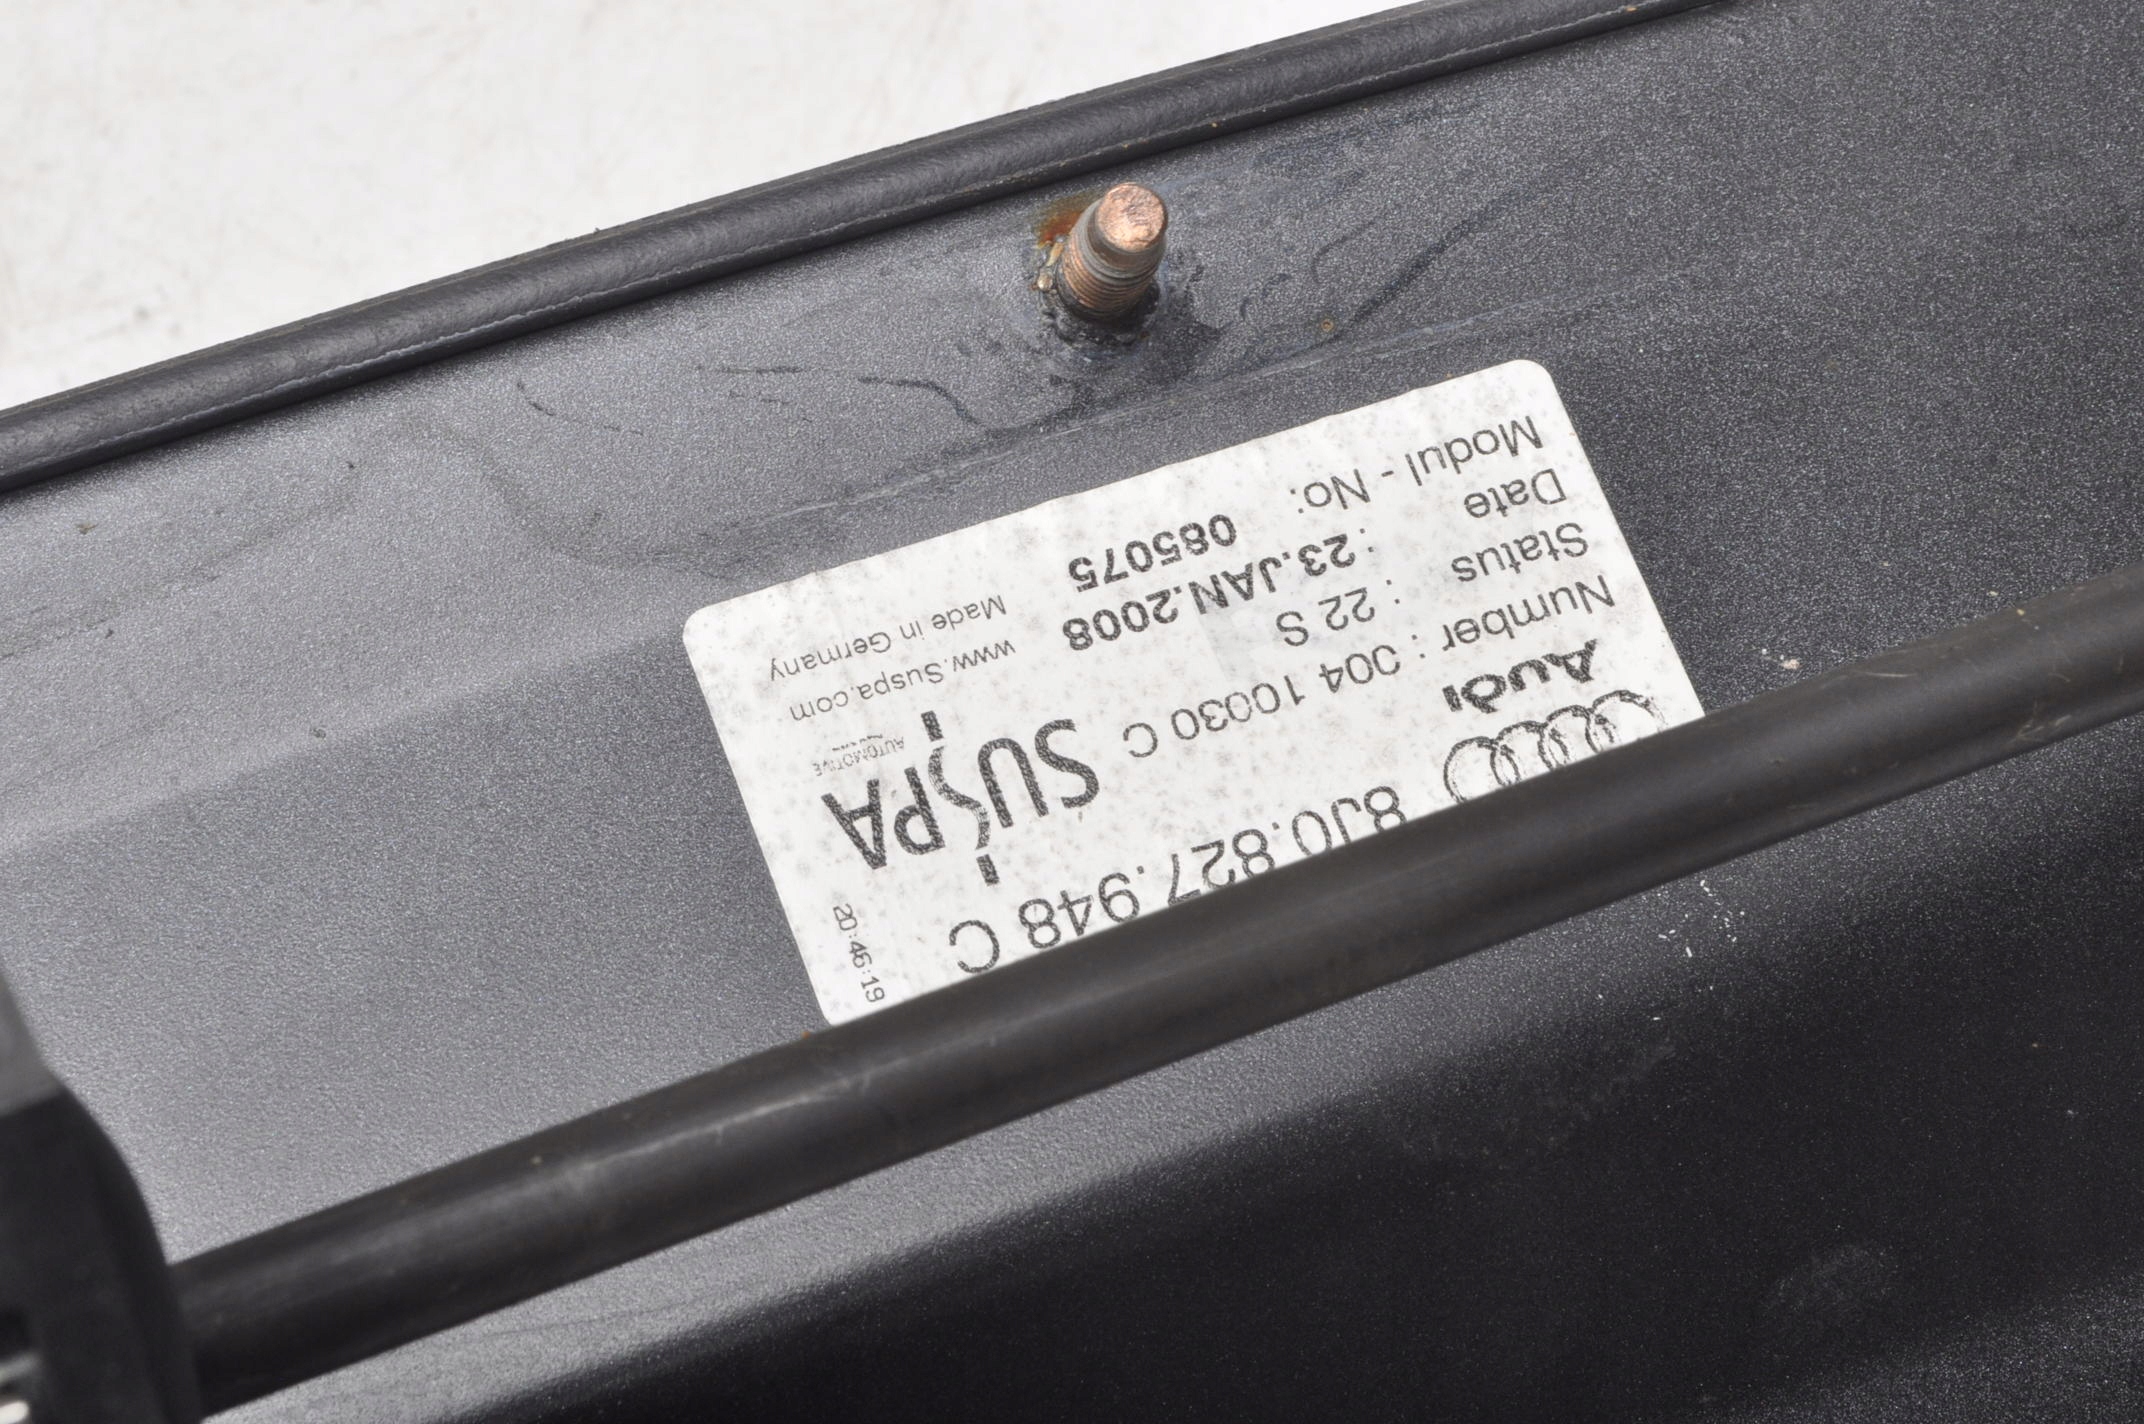 8J0.827.948 C
20:46:19
Audi
SUSPA
AUTOMOTIVE
Number : 004 10030 C
www.Suspa.com
Status : 22 S
Made in Germany
Date : 23.JAN.2008
Modul - No: 085075